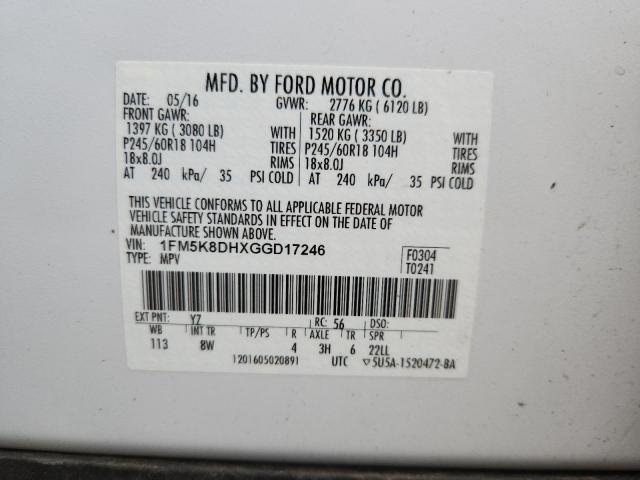 MFD. BY FORD MOTOR CO.
DATE: 05/16 GVWR: 2776 KG ( 6120 LB)
FRONT GAWR: REAR GAWR:
1397 KG ( 3080 LB) WITH 1520 KG ( 3350 LB) WITH
P245/60R18 104H TIRES P245/60R18 104H TIRES
18x8.0J RIMS 18x8.0J RIMS
AT 240 kPa/ 35 PSI COLD AT 240 kPa/ 35 PSI COLD
THIS VEHICLE CONFORMS TO ALL APPLICABLE FEDERAL MOTOR
VEHICLE SAFETY STANDARDS IN EFFECT ON THE DATE OF
MANUFACTURE SHOWN ABOVE.
VIN: 1FM5K8DHXGGD17246 F0304
TYPE: MPV T0241
EXT PNT: YZ RC: 56 DSO:
WB INT TR TP/PS R AXLE TR SPR
113 8W 4 3H 6 22LL
120160502089​1 UTC ▽5U5A-1520472-8A